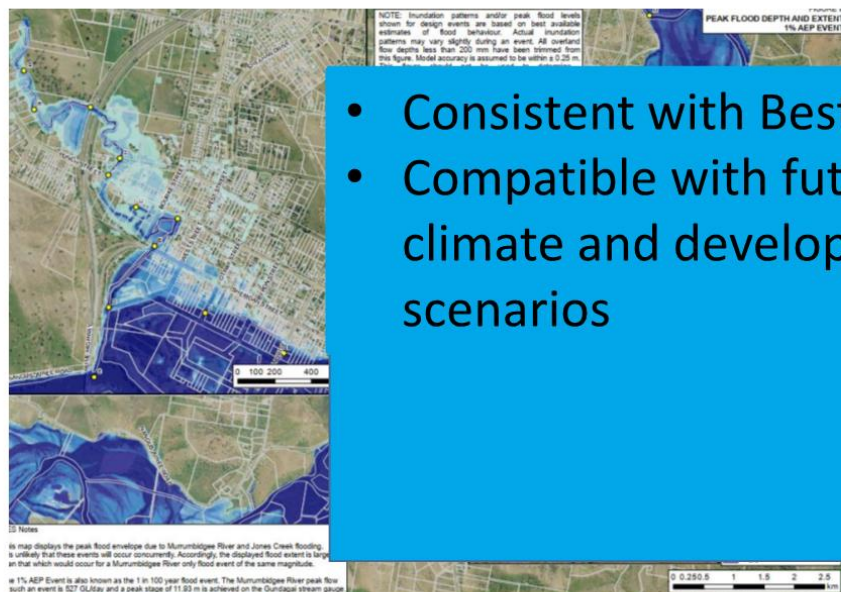 NOTE: Inundation patterns and/or peak flood levels
shown for design events are based on best available
estimates of flood behaviour. Actual inundation
patterns may vary slightly during an event. All overland
flow depths less than 200 mm have been trimmed from
this figure. Model accuracy is assumed to be within ± 0.25 m.
PEAK FLOOD DEPTH AND EXTENT
1% AEP EVENT
• Consistent with Best
• Compatible with fut
climate and develop
scenarios
0 100 200 400
ES Notes
is map displays the peak flood envelope due to Murrumbidgee River and Jones Creek flooding.
is unlikely that these events will occur concurrently. Accordingly, the displayed flood extent is large
an that which would occur for a Murrumbidgee River only flood event of the same magnitude.
e 1% AEP Event is also known as the 1 in 100 year flood event. The Murrumbidgee River peak flow
such an event is 527 GL/day and a peak stage of 11.93 m is achieved on the Gundagai stream gauge
0 0.25 0.5 1 1.5 2 2.5
km